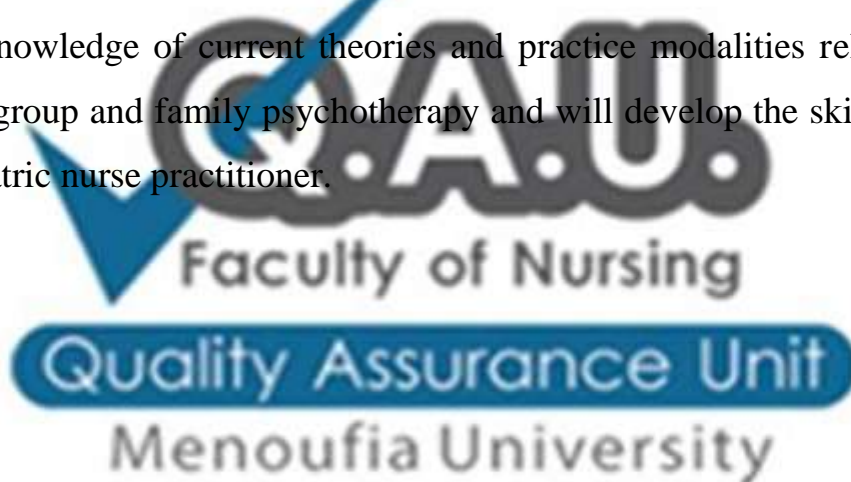 nowledge of current theories and practice modalities rel
group and family psychotherapy and will develop the ski
tric nurse practitioner.
Q.A.U.
Faculty of Nursing
Quality Assurance Unit
Menoufia University